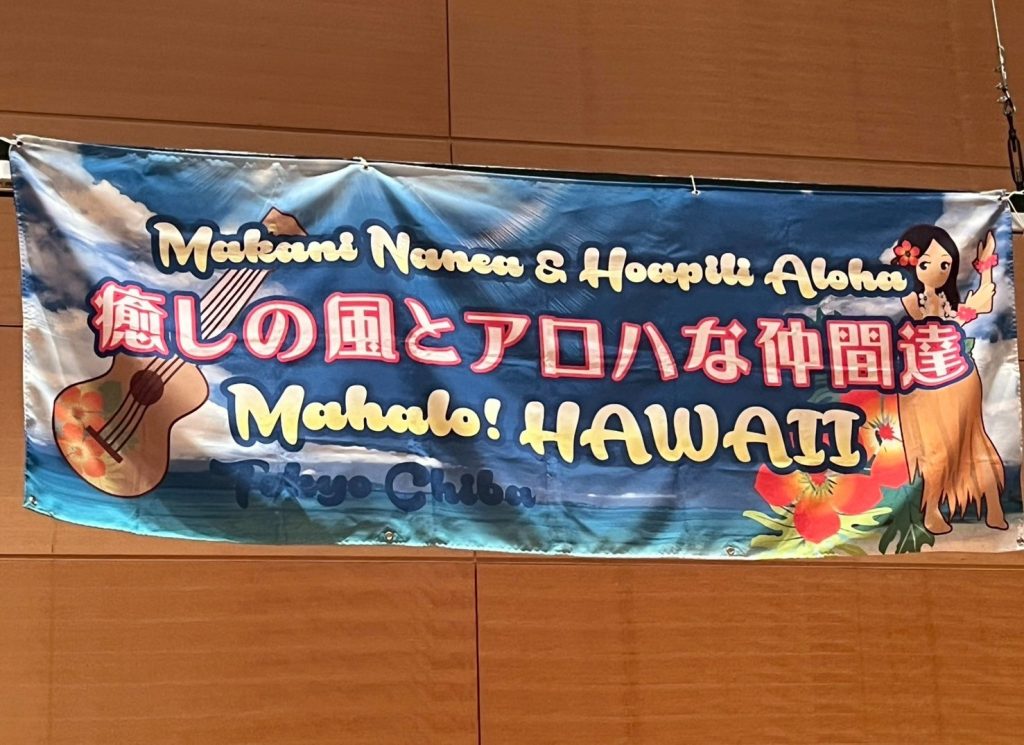 Makani Nanea & Hoapili Aloha
癒しの風とアロハな仲間達
Mahalo! HAWAII
Tokyo Chiba